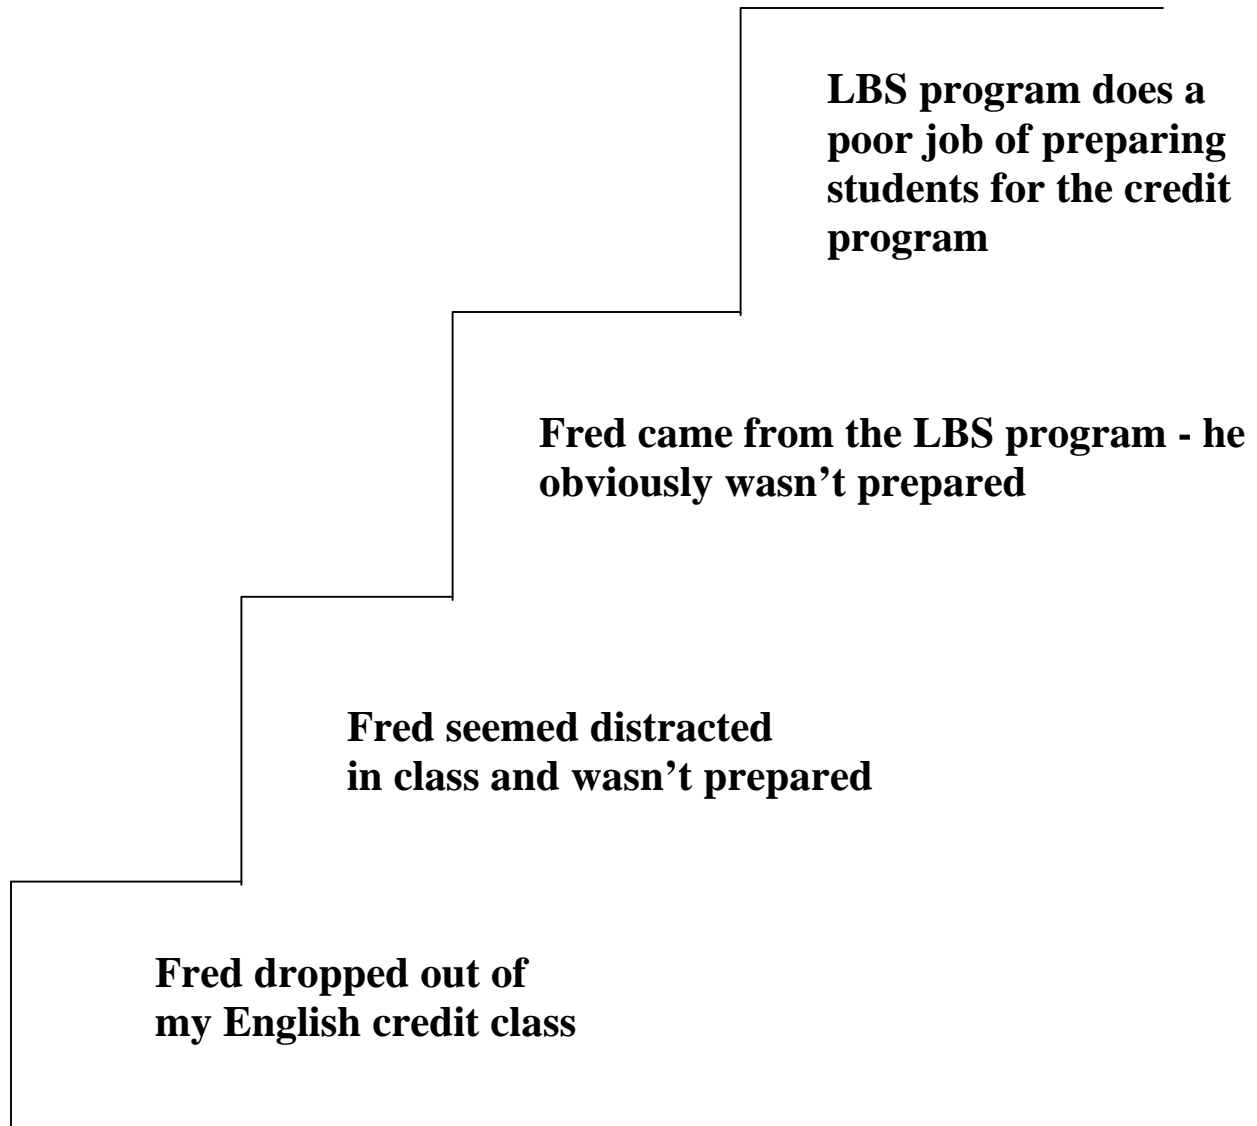 LBS program does a
poor job of preparing
students for the credit
program
Fred came from the LBS program - he
obviously wasn’t prepared
Fred seemed distracted
in class and wasn’t prepared
Fred dropped out of
my English credit class